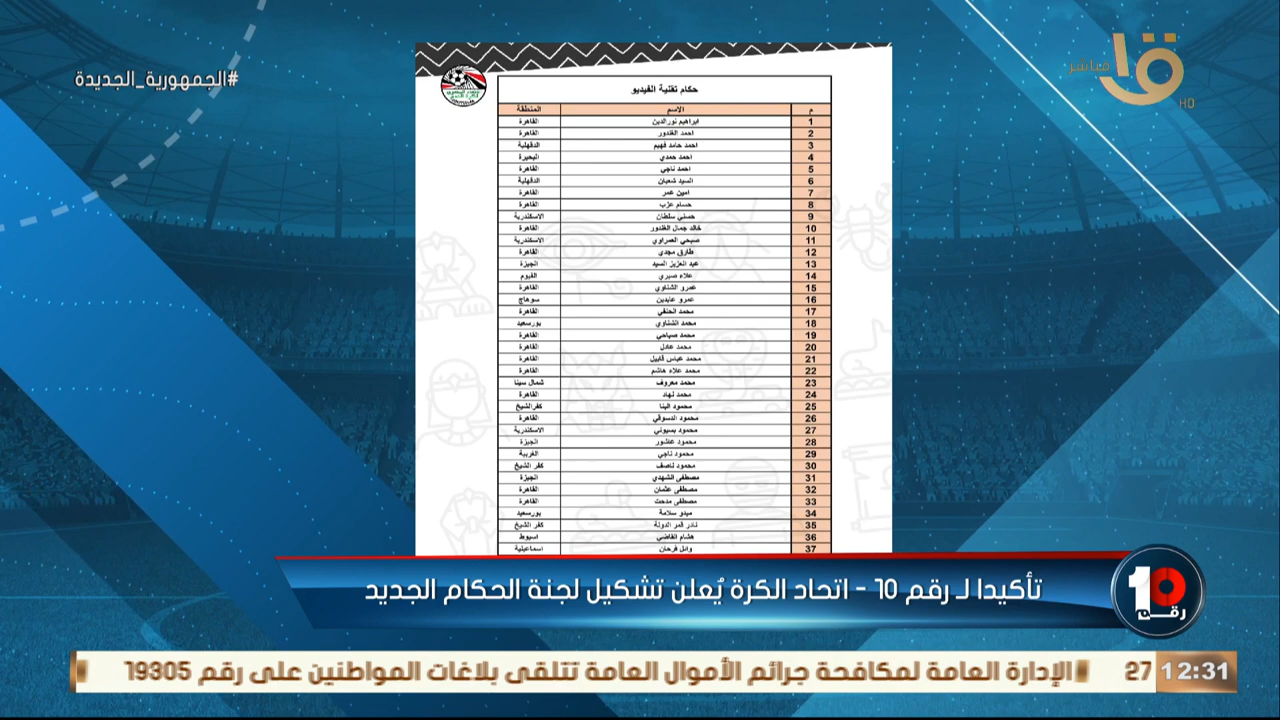 #الجمهورية_الجديدة
مباشر
HD
حكام تقنية الفيديو
م الاسم المنطقة
1 ابراهيم نورالدين القاهرة
2 احمد الغندور القاهرة
3 احمد حامد فهيم الدقهلية
4 احمد حمدي البحيرة
5 احمد ناجي القاهرة
6 السيد شعبان الدقهلية
7 امين عمر القاهرة
8 حسام عزب القاهرة
9 حسني سلطان الاسكندرية
10 خالد جمال الغندور القاهرة
11 صبحي العمراوي الاسكندرية
12 طارق مجدي القاهرة
13 عبد العزيز السيد الجيزة
14 علاء صبري الفيوم
15 عمرو الشناوي القاهرة
16 عمرو عابدين سوهاج
17 محمد الحنفي القاهرة
18 محمد الشناوي بورسعيد
19 محمد صباحي القاهرة
20 محمد عادل القاهرة
21 محمد عباس قابيل القاهرة
22 محمد علاء هاشم القاهرة
23 محمد معروف شمال سينا
24 محمد نهاد القاهرة
25 محمود البنا كفرالشيخ
26 محمود الدسوقي القاهرة
27 محمود بسيوني الاسكندرية
28 محمود عاشور الجيزة
29 محمود ناجي الغربية
30 محمود ناصف كفر الشيخ
31 مصطفى الشهدي الجيزة
32 مصطفى عثمان القاهرة
33 مصطفى مدحت القاهرة
34 ميدو سلامة بورسعيد
35 نادر قمر الدولة كفر الشيخ
36 هشام القاضي اسيوط
37 وائل فرحان اسماعيلية
تأكيدا لـ رقم 10 - اتحاد الكرة يُعلن تشكيل لجنة الحكام الجديد
10
رقم
12:31 27 الإدارة العامة لمكافحة جرائم الأموال العامة تتلقى بلاغات المواطنين على رقم 19305